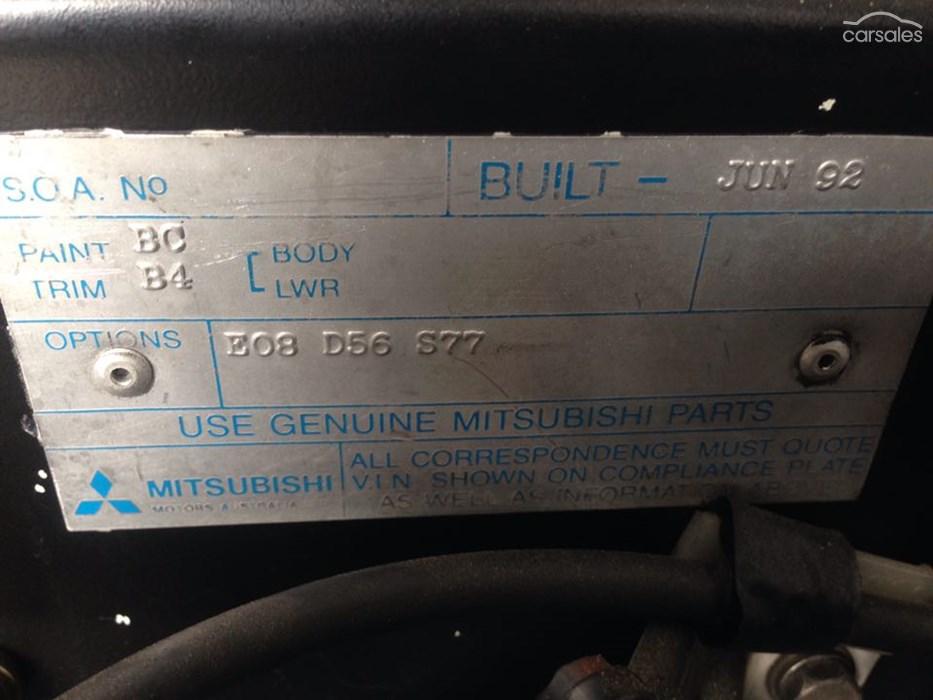 carsales
S.O.A. No
BUILT - JUN 92
PAINT BC
TRIM B4
BODY
LWR
OPTIONS E08 D56 S77
USE GENUINE MITSUBISHI PARTS
MITSUBISHI
MOTORS AUSTRALIA
ALL CORRESPONDENCE MUST QUOTE
V.I.N SHOWN ON COMPLIANCE PLATE
AS WELL AS INFORMAT